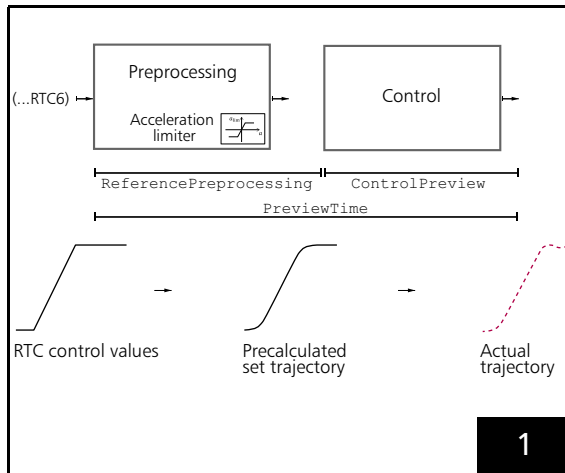 Preprocessing
(...RTC6)
Acceleration
limiter
a
Control
ReferencePreprocessing
ControlPreview
PreviewTime
RTC control values
Precalculated
set trajectory
Actual
trajectory
1